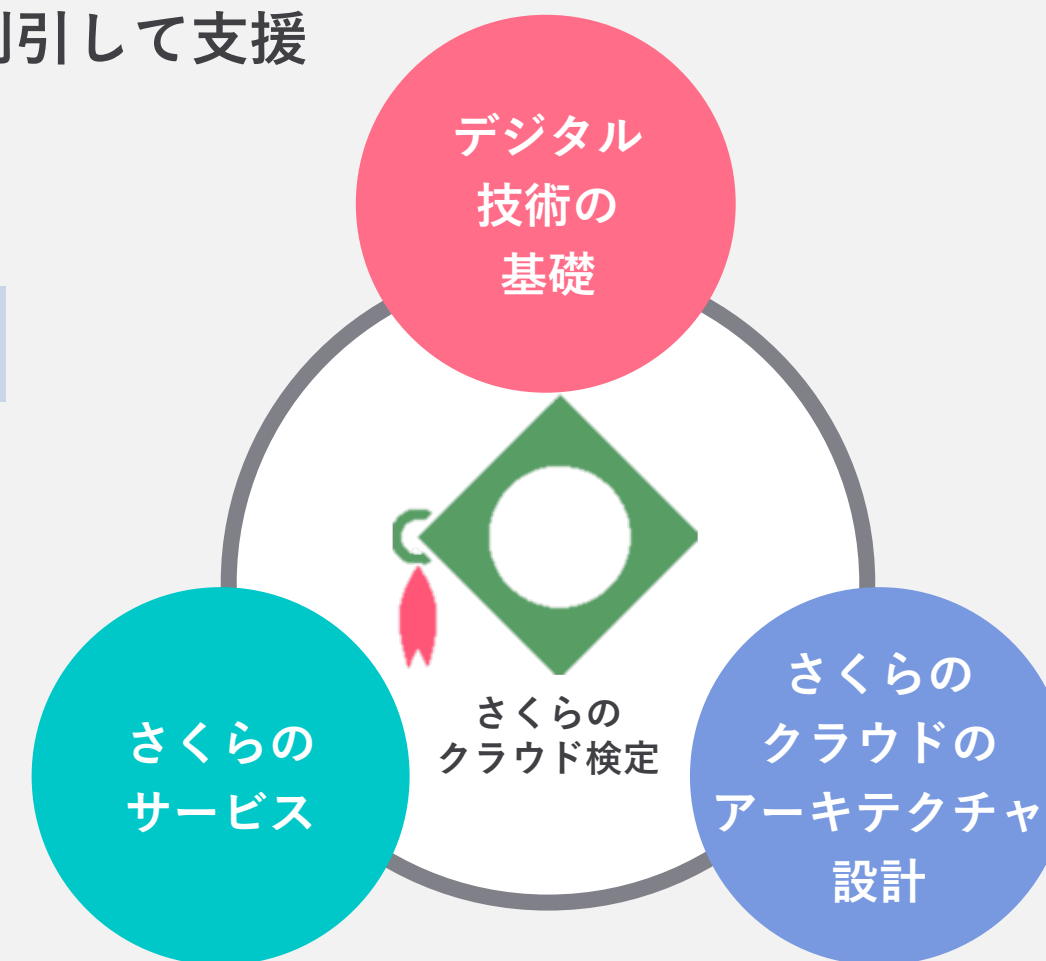 割引して支援
デジタル
技術の
基礎
さくらの
クラウド検定
さくらの
サービス
さくらの
クラウドの
アーキテクチャ
設計